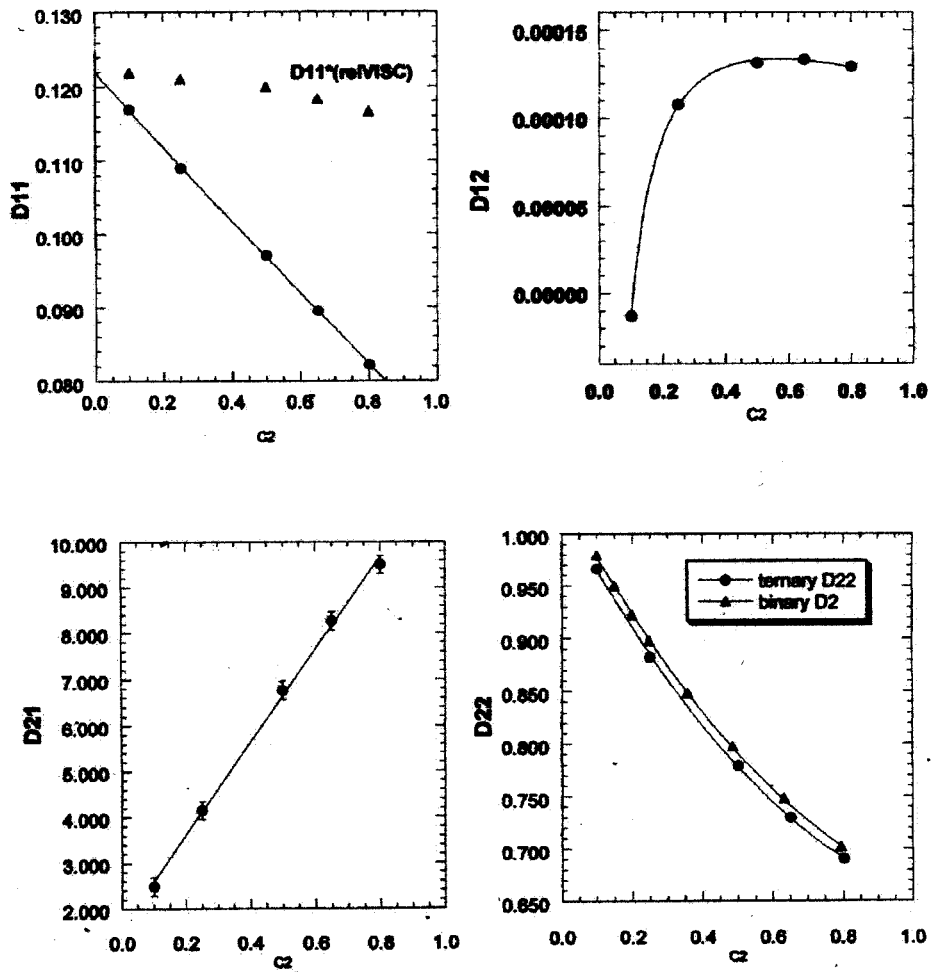 0.130
0.120
0.110
0.100
0.090
0.080
D11
D11*(relVISC)
0.0 0.2 0.4 0.6 0.8 1.0
C2
0.00015
0.00010
0.00005
0.00000
D12
0.0 0.2 0.4 0.6 0.8 1.0
C2
10.000
9.000
8.000
7.000
6.000
5.000
4.000
3.000
2.000
D21
0.0 0.2 0.4 0.6 0.8 1.0
C2
1.000
0.950
0.900
0.850
0.800
0.750
0.700
0.650
D22
ternary D22
binary D2
0.0 0.2 0.4 0.6 0.8 1.0
C2